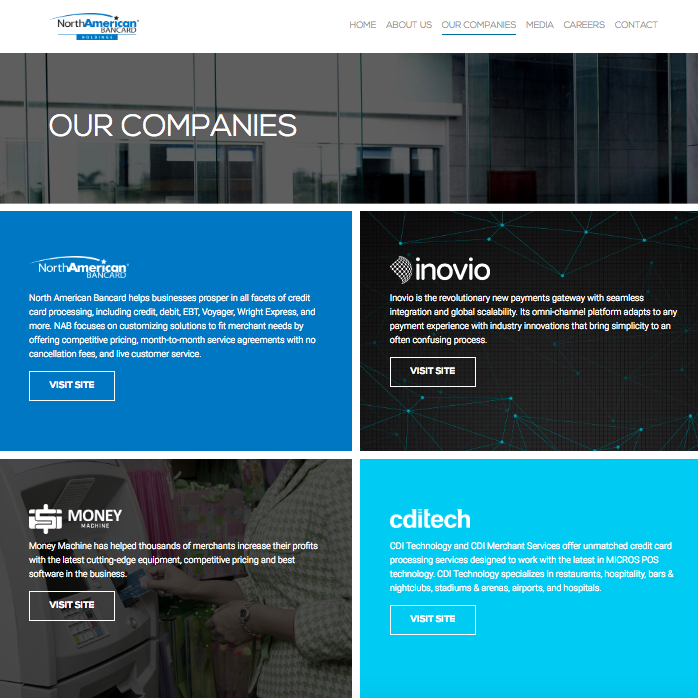 NorthAmerican®
BANCARD
HOLDINGS
HOME ABOUT US OUR COMPANIES MEDIA CAREERS CONTACT
OUR COMPANIES
NorthAmerican®
BANCARD
North American Bancard helps businesses prosper in all facets of credit
card processing, including credit, debit, EBT, Voyager, Wright Express, and
more. NAB focuses on customizing solutions to fit merchant needs by
offering competitive pricing, month-to-month service agreements with no
cancellation fees, and live customer service.
VISIT SITE
inovio
Inovio is the revolutionary new payments gateway with seamless
integration and global scalability. Its omni-channel platform adapts to any
payment experience with industry innovations that bring simplicity to an
often confusing process.
VISIT SITE
MONEY
MACHINE
Money Machine has helped thousands of merchants increase their profits
with the latest cutting-edge equipment, competitive pricing and best
software in the business.
VISIT SITE
cditech
CDI Technology and CDI Merchant Services offer unmatched credit card
processing services designed to work with the latest in MICROS POS
technology. CDI Technology specializes in restaurants, hospitality, bars &
nightclubs, stadiums & arenas, airports, and hospitals.
VISIT SITE